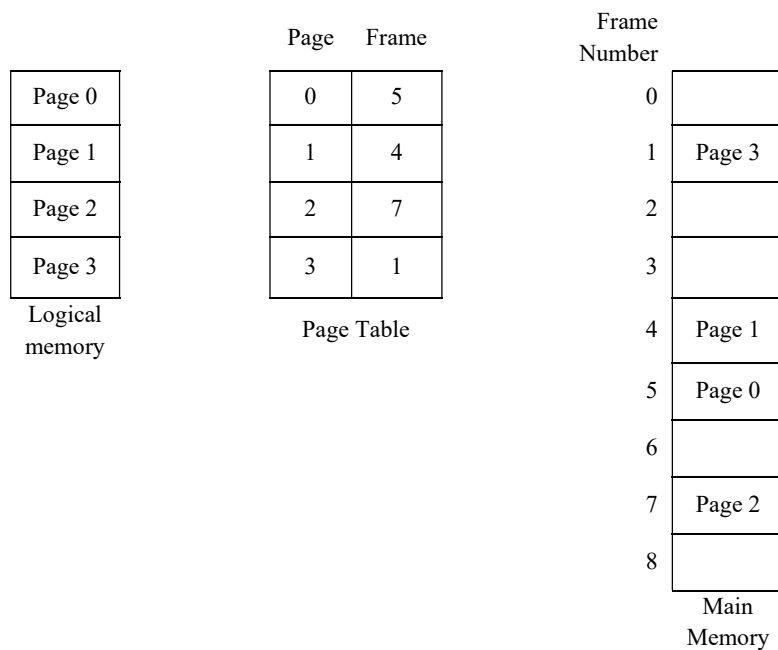 Frame
Page Frame
Number
Page 0 0 5 0
Page 1 1 4 1 Page 3
Page 2 2 7 2
Page 3 3 1 3
Logical
memory
Page Table
4 Page 1
5 Page 0
6
7 Page 2
8
Main
Memory